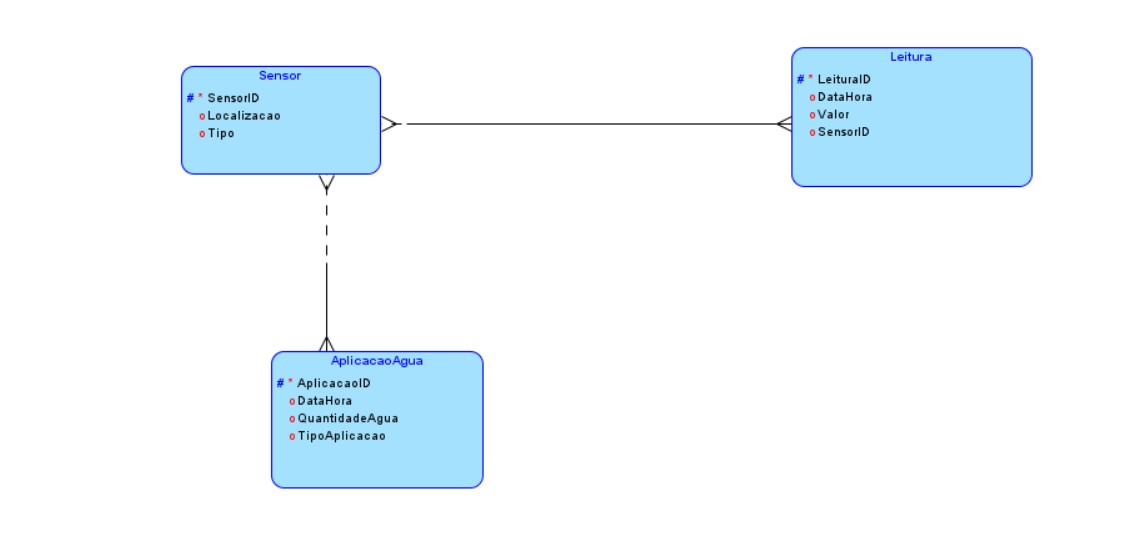 Sensor
# * SensorID
o Localizacao
o Tipo
Leitura
# * LeituraID
o DataHora
o Valor
o SensorID
AplicacaoAgua
# * AplicacaoID
o DataHora
o QuantidadeAgua
o TipoAplicacao